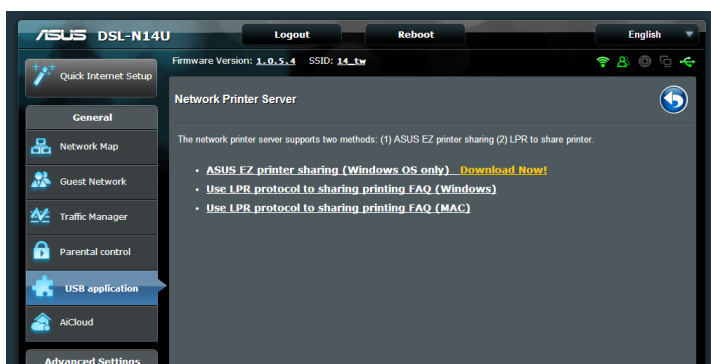 ASUS DSL-N14U Logout Reboot English
Firmware Version: 1.0.5.4 SSID: 14_tw
Quick Internet Setup
Network Printer Server
General
The network printer server supports two methods: (1) ASUS EZ printer sharing (2) LPR to share printer.
Network Map
• ASUS EZ printer sharing (Windows OS only) Download Now!
Guest Network
• Use LPR protocol to sharing printing FAQ (Windows)
• Use LPR protocol to sharing printing FAQ (MAC)
Traffic Manager
Parental control
USB application
AiCloud
Advanced Settings